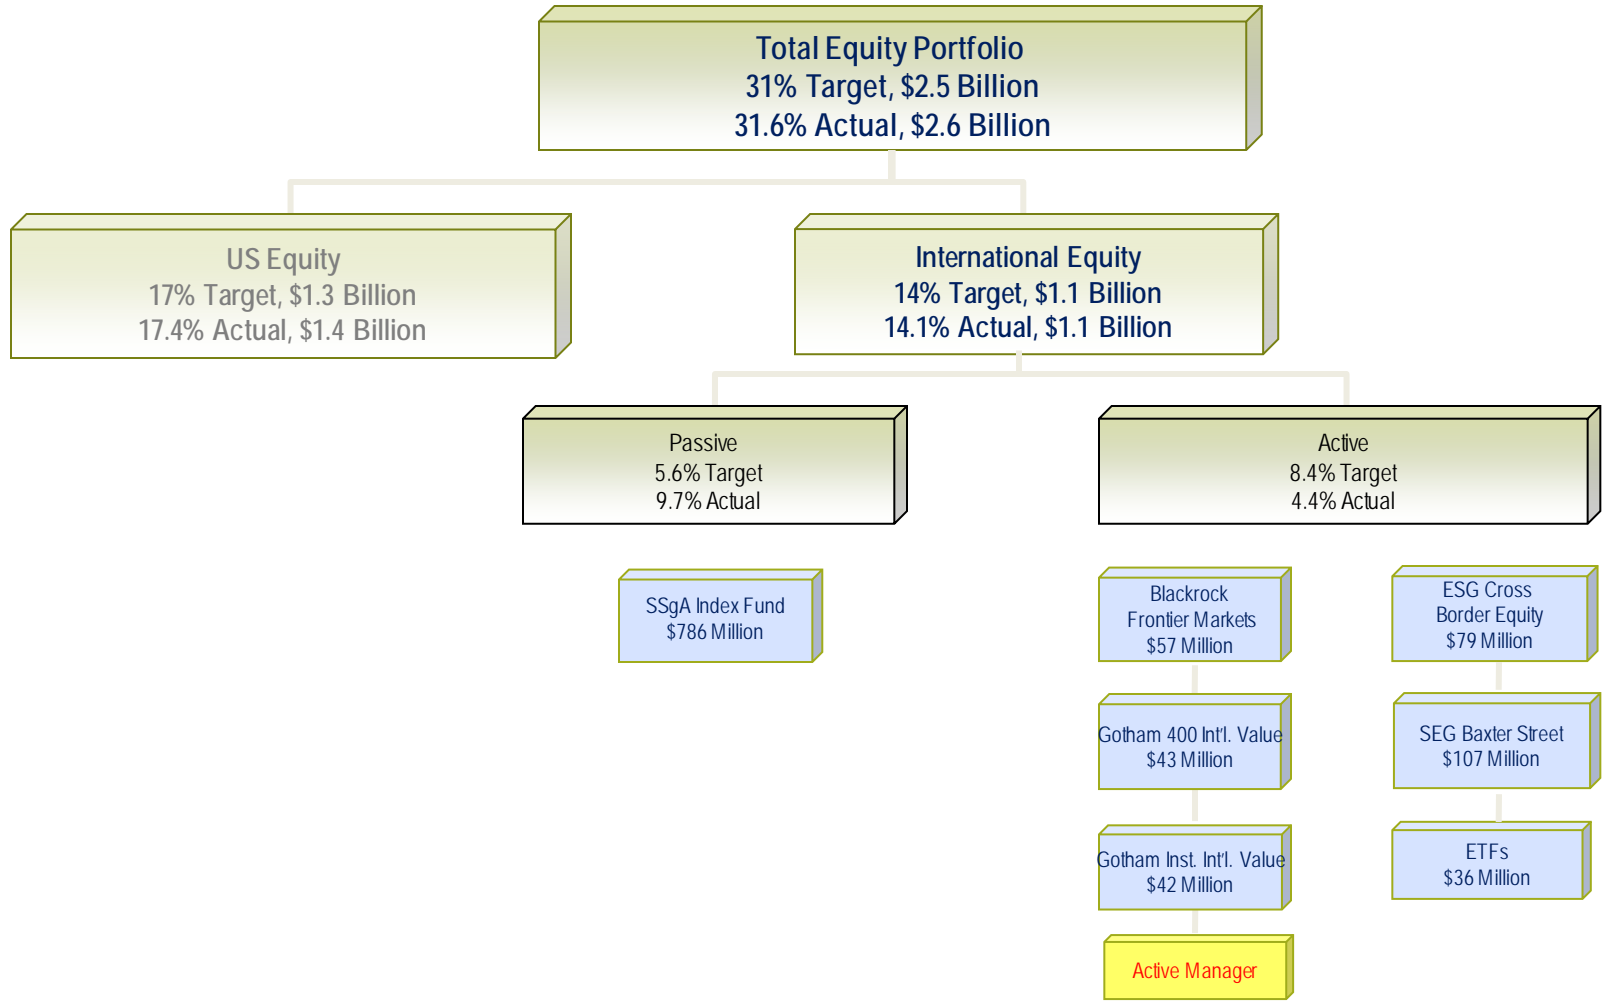 Total Equity Portfolio
31% Target, $2.5 Billion
31.6% Actual, $2.6 Billion
US Equity
17% Target, $1.3 Billion
17.4% Actual, $1.4 Billion
International Equity
14% Target, $1.1 Billion
14.1% Actual, $1.1 Billion
Passive
5.6% Target
9.7% Actual
Active
8.4% Target
4.4% Actual
SSgA Index Fund
$786 Million
Blackrock
Frontier Markets
$57 Million
ESG Cross
Border Equity
$79 Million
Gotham 400 Int'l. Value
$43 Million
SEG Baxter Street
$107 Million
Gotham Inst. Int'l. Value
$42 Million
ETFs
$36 Million
Active Manager